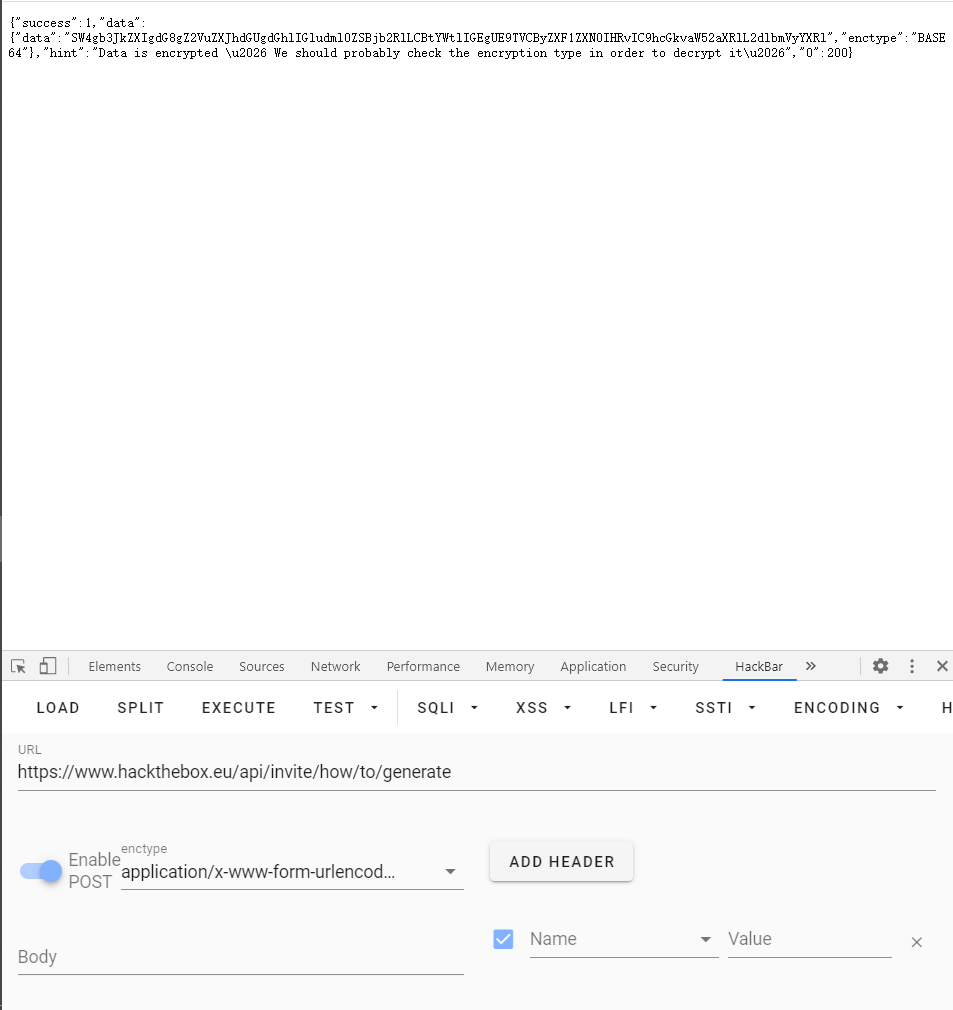 {"success":1,"data":
{"data":"SW4gb3JkZXIgdG8gZ2VuZXJhdGUgdGhlIGludml0ZSBjb2RlLCBtYWtlIGEgUE9TVCByZXF1ZXN0IHRvIC9hcGkvaW52aXRlL2dlbmVyYXRl","enctype":"BASE
64"},"hint":"Data is encrypted \u2026 We should probably check the encryption type in order to decrypt it\u2026","0":200}
Elements Console Sources Network Performance Memory Application Security HackBar
LOAD SPLIT EXECUTE TEST SQLI XSS LFI SSTI ENCODING H
URL
https://www.hackthebox.eu/api/invite/how/to/generate
Enable POST
enctype
application/x-www-form-urlencod...
ADD HEADER
Body
Name Value